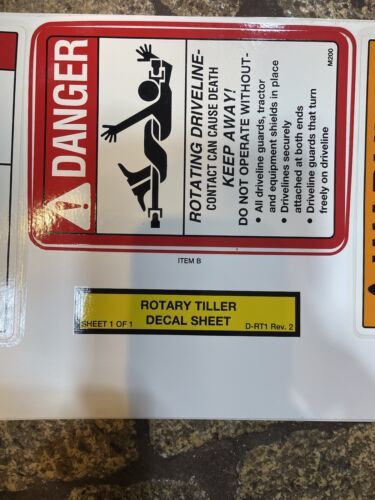 DANGER
ROTATING DRIVELINE-
CONTACT CAN CAUSE DEATH
KEEP AWAY!
DO NOT OPERATE WITHOUT-
• All driveline guards, tractor
and equipment shields in place
• Drivelines securely
attached at both ends
• Driveline guards that turn
freely on driveline
M200
ITEM B
ROTARY TILLER
DECAL SHEET
SHEET 1 OF 1
D-RT1 Rev. 2